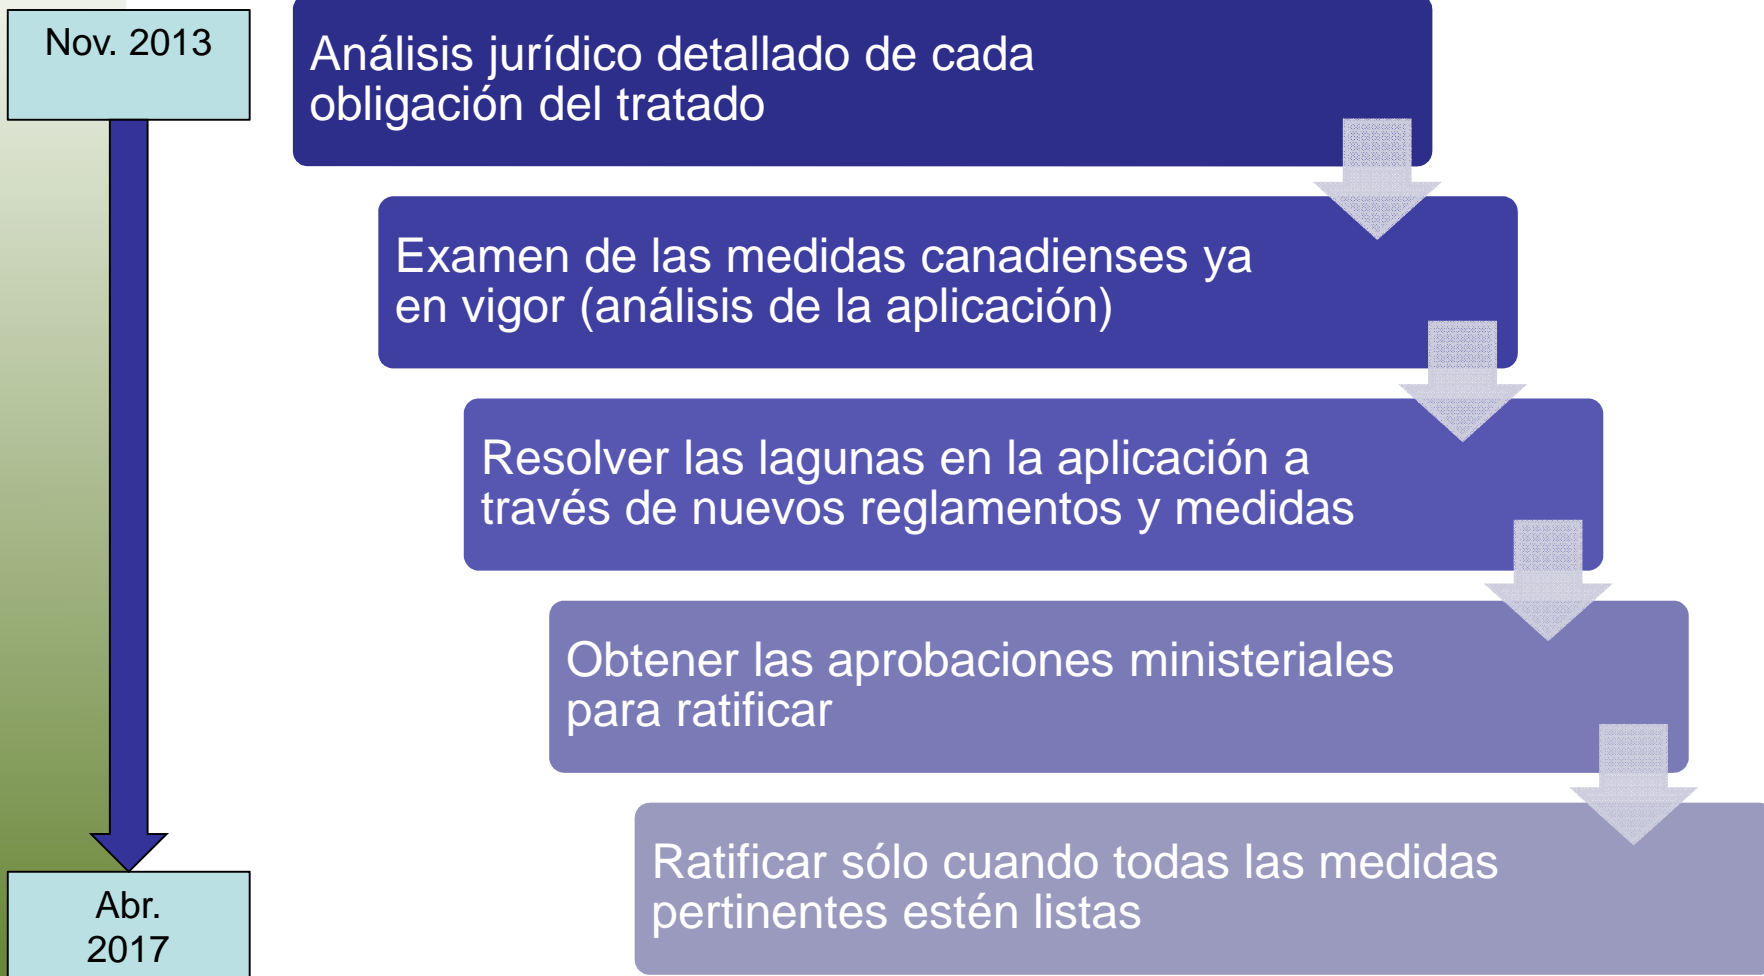 Nov. 2013
Análisis jurídico detallado de cada
obligación del tratado
Examen de las medidas canadienses ya
en vigor (análisis de la aplicación)
Resolver las lagunas en la aplicación a
través de nuevos reglamentos y medidas
Obtener las aprobaciones ministeriales
para ratificar
Ratificar sólo cuando todas las medidas
pertinentes estén listas
Abr.
2017